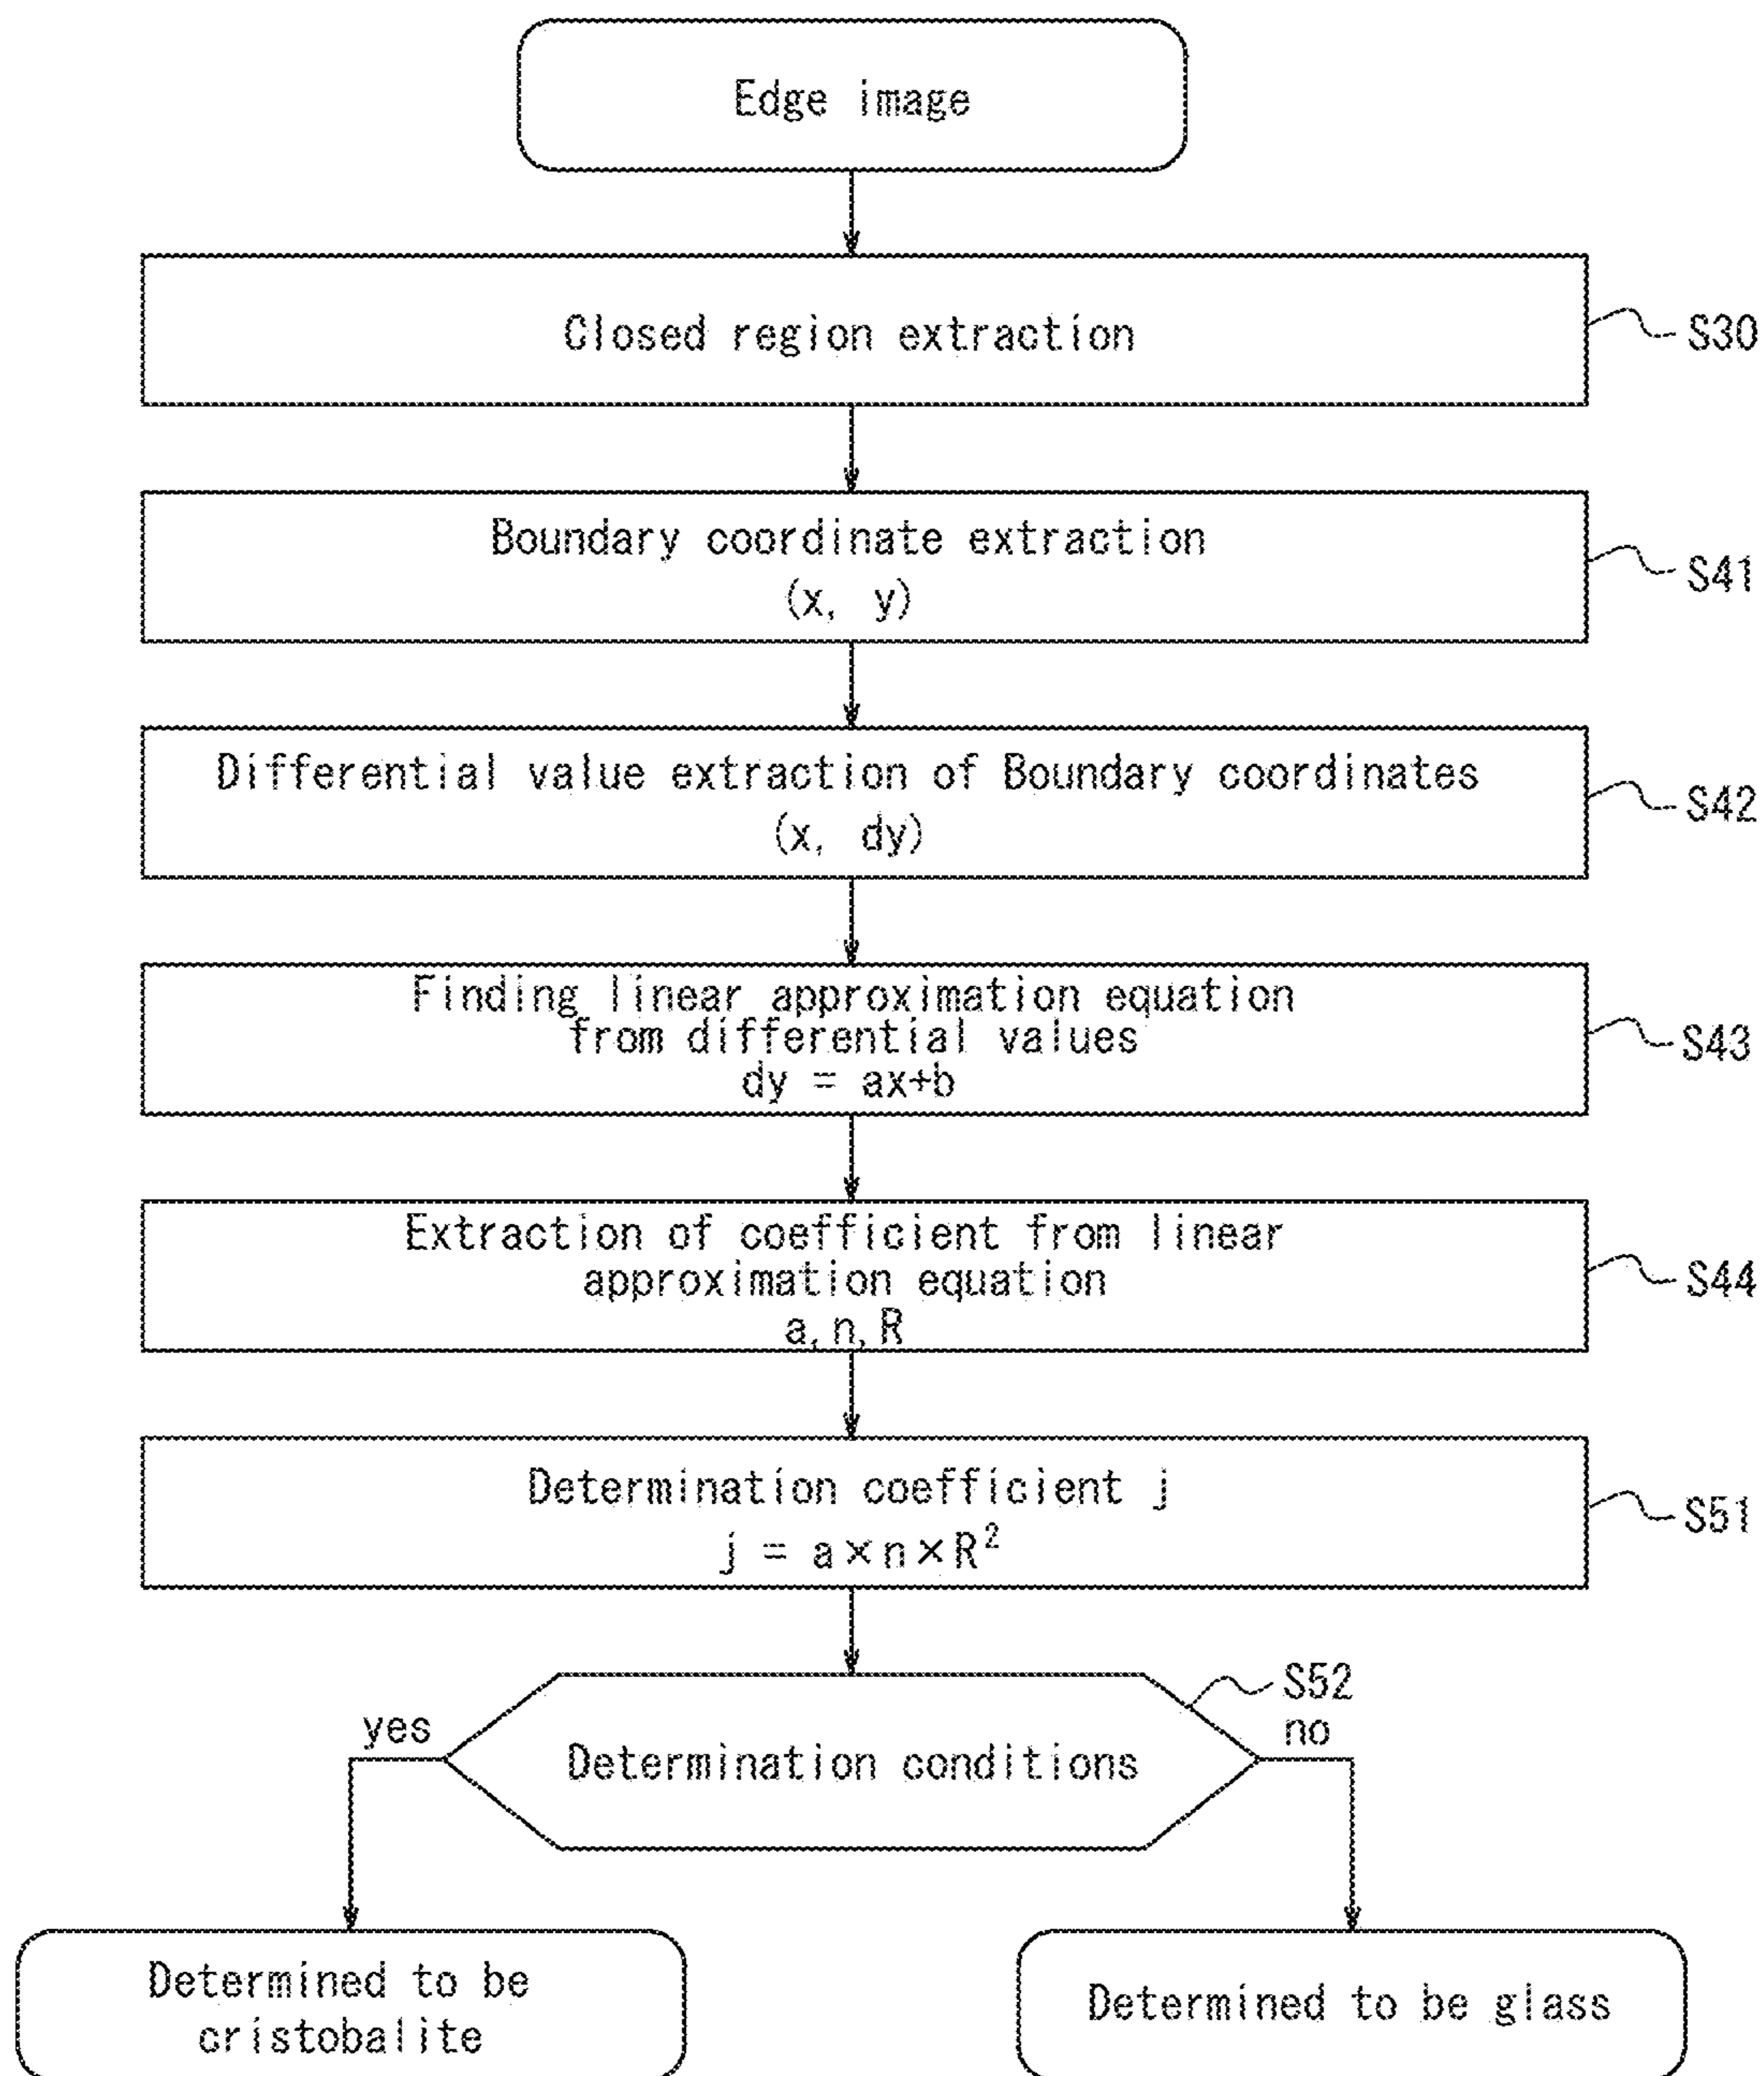 Edge image
Closed region extraction
S30
Boundary coordinate extraction
(x, y)
S41
Differential value extraction of Boundary coordinates
(x, dy)
S42
Finding linear approximation equation
from differential values
dy = ax+b
S43
Extraction of coefficient from linear
approximation equation
a, n, R
S44
Determination coefficient j
j = a×n×R²
S51
S52
yes
no
Determination conditions
Determined to be
cristobalite
Determined to be glass